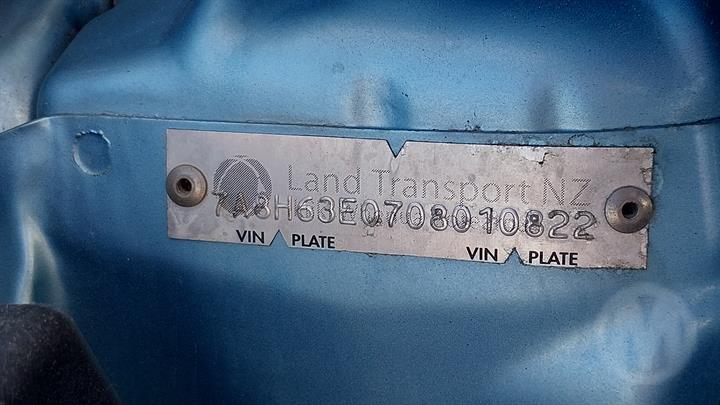 Land Transport NZ
7A8H63E0708010822
VIN PLATE
VIN PLATE